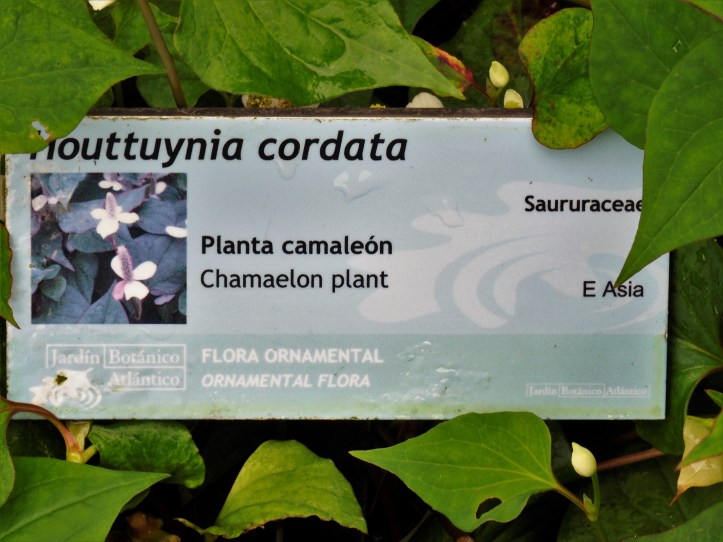 Houttuynia cordata
Saururaceae
Planta camaleón
Chamaelon plant
E Asia
Jardín Botánico
Atlántico
FLORA ORNAMENTAL
ORNAMENTAL FLORA
Jardín Botánico Atlántico